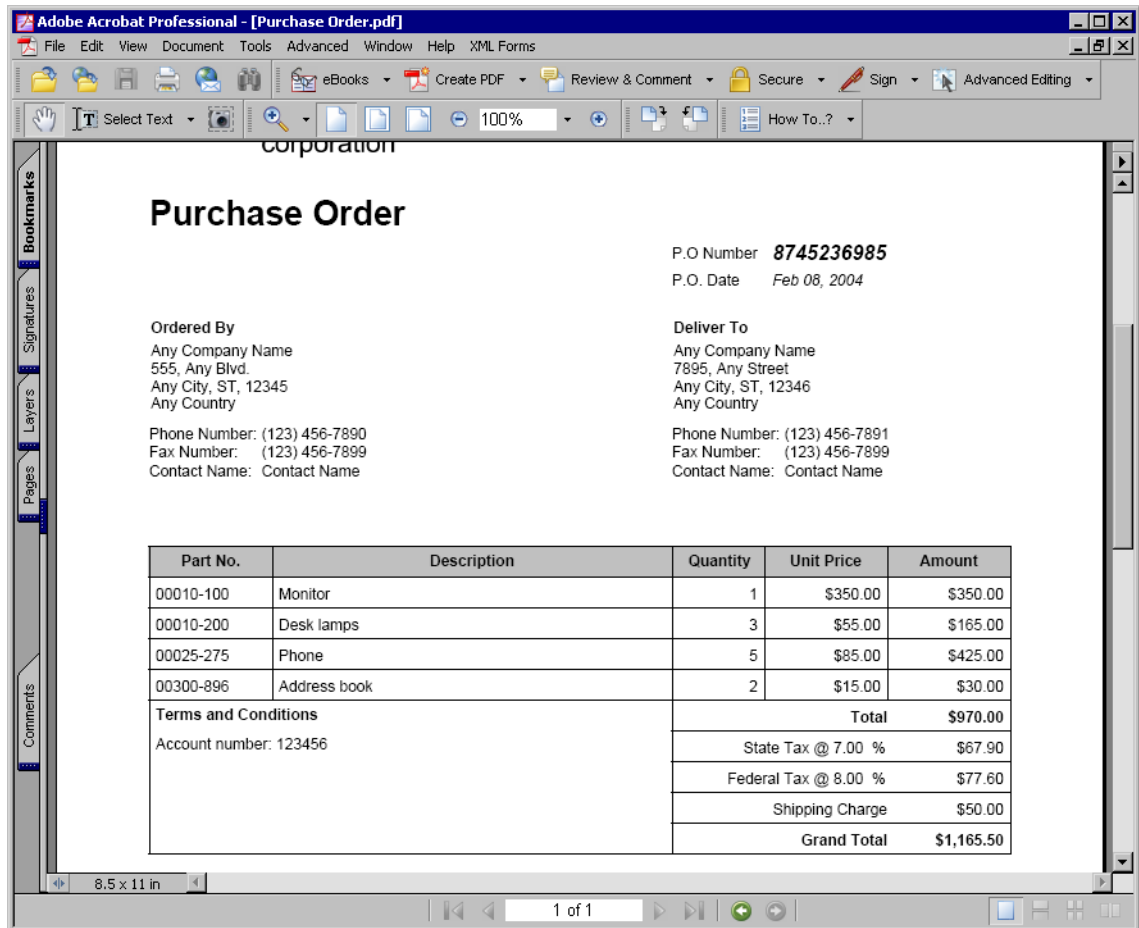 Adobe Acrobat Professional - [Purchase Order.pdf]
File Edit View Document Tools Advanced Window Help XML Forms
eBooks Create PDF Review & Comment Secure Sign Advanced Editing
Select Text 100% How To..?
Bookmarks
Signatures
Layers
Pages
Comments
corporation
Purchase Order
P.O Number 8745236985
P.O. Date Feb 08, 2004
Ordered By
Any Company Name
555, Any Blvd.
Any City, ST, 12345
Any Country
Phone Number: (123) 456-7890
Fax Number: (123) 456-7899
Contact Name: Contact Name
Deliver To
Any Company Name
7895, Any Street
Any City, ST, 12346
Any Country
Phone Number: (123) 456-7891
Fax Number: (123) 456-7899
Contact Name: Contact Name
Part No. Description Quantity Unit Price Amount
00010-100 Monitor 1 $350.00 $350.00
00010-200 Desk lamps 3 $55.00 $165.00
00025-275 Phone 5 $85.00 $425.00
00300-896 Address book 2 $15.00 $30.00
Terms and Conditions
Account number: 123456
Total $970.00
State Tax @ 7.00 % $67.90
Federal Tax @ 8.00 % $77.60
Shipping Charge $50.00
Grand Total $1,165.50
8.5 x 11 in
1 of 1